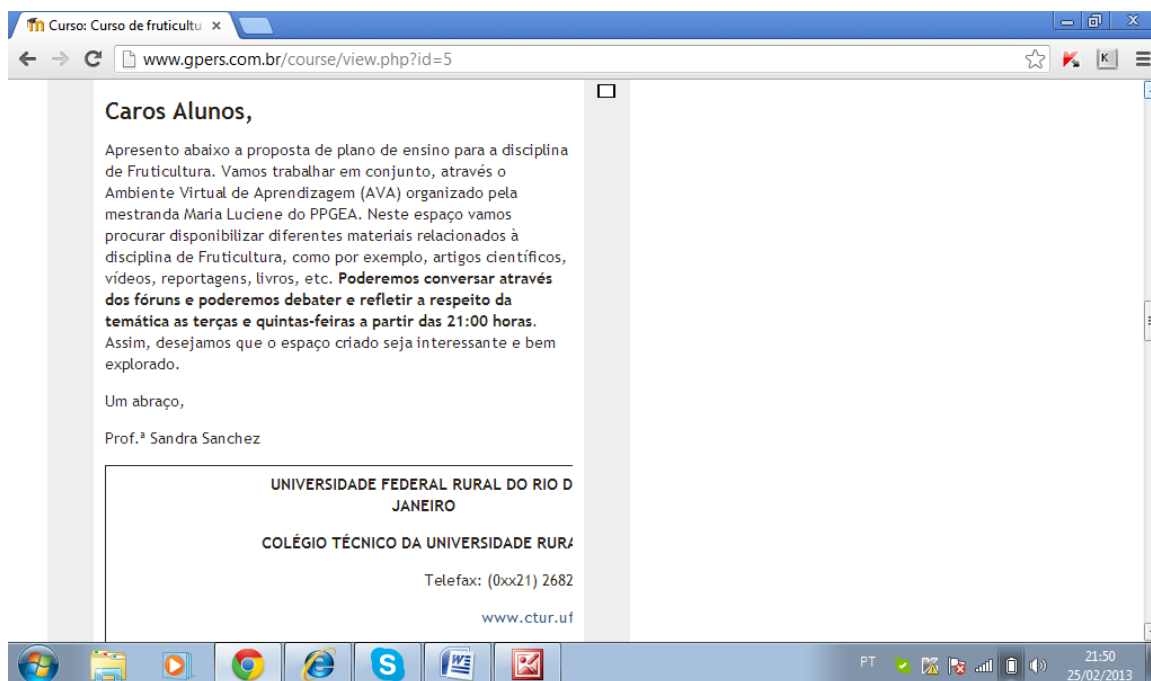 Curso: Curso de fruticultu
www.gpers.com.br/course/view.php?id=5
Caros Alunos,
Apresento abaixo a proposta de plano de ensino para a disciplina
de Fruticultura. Vamos trabalhar em conjunto, através o
Ambiente Virtual de Aprendizagem (AVA) organizado pela
mestranda Maria Luciene do PPGEA. Neste espaço vamos
procurar disponibilizar diferentes materiais relacionados à
disciplina de Fruticultura, como por exemplo, artigos científicos,
vídeos, reportagens, livros, etc. Poderemos conversar através
dos fóruns e poderemos debater e refletir a respeito da
temática as terças e quintas-feiras a partir das 21:00 horas.
Assim, desejamos que o espaço criado seja interessante e bem
explorado.
Um abraço,
Prof.ª Sandra Sanchez
UNIVERSIDADE FEDERAL RURAL DO RIO D
JANEIRO
COLÉGIO TÉCNICO DA UNIVERSIDADE RURA
Telefax: (0xx21) 2682
www.ctur.uf
PT
21:50
25/02/2013